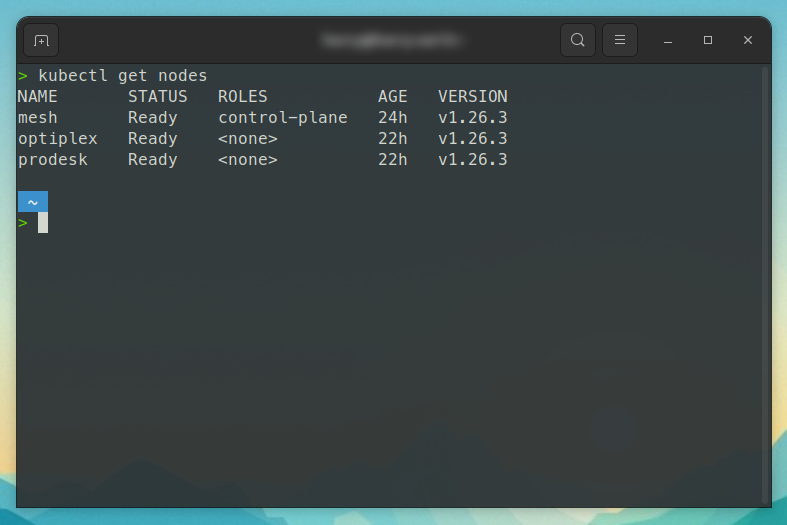 > kubectl get nodes
NAME       STATUS   ROLES           AGE   VERSION
mesh       Ready    control-plane   24h   v1.26.3
optiplex   Ready    <none>          22h   v1.26.3
prodesk    Ready    <none>          22h   v1.26.3
~
>